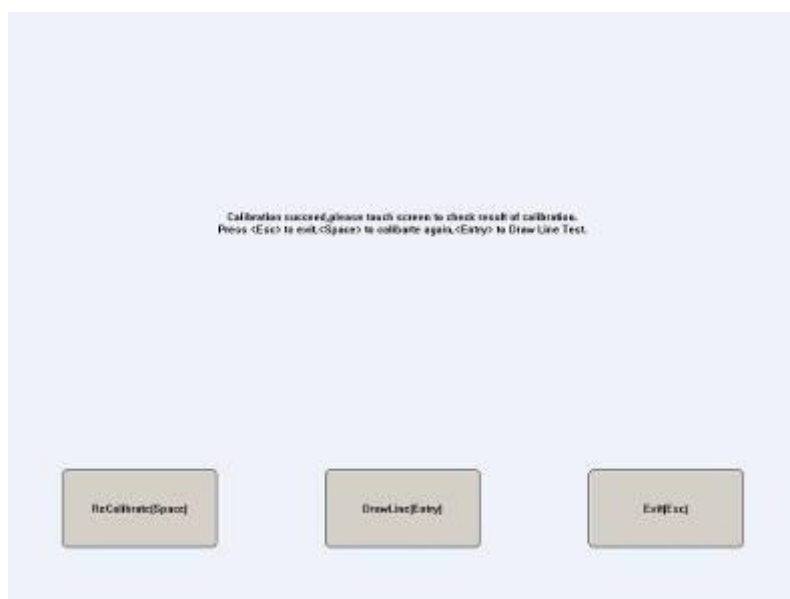 Calibration succeed,please touch screen to check result of calibration.
Press <Esc> to exit,<Space> to calibarte again,<Entry> to Draw Line Test.
ReCalibrate(Space) DrawLine(Entry) Exit(Esc)